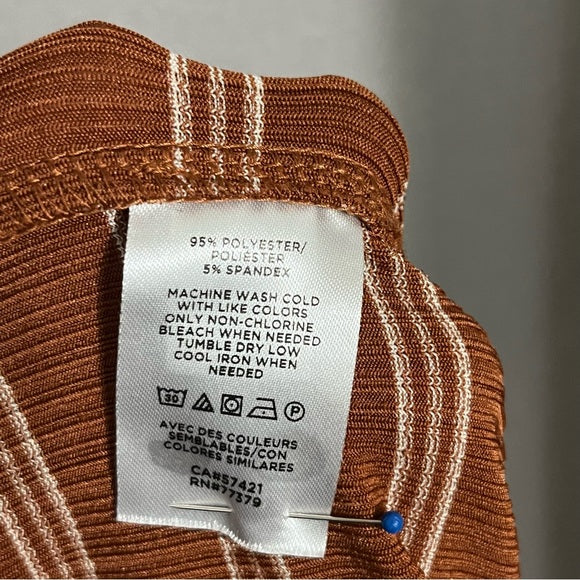 95% POLYESTER/
POLIÉSTER
5% SPANDEX
MACHINE WASH COLD
WITH LIKE COLORS
ONLY NON-CHLORINE
BLEACH WHEN NEEDED
TUMBLE DRY LOW
COOL IRON WHEN
NEEDED
30 P
AVEC DES COULEURS
SEMBLABLES/CON
COLORES SIMILARES
CA#57421
RN#77379